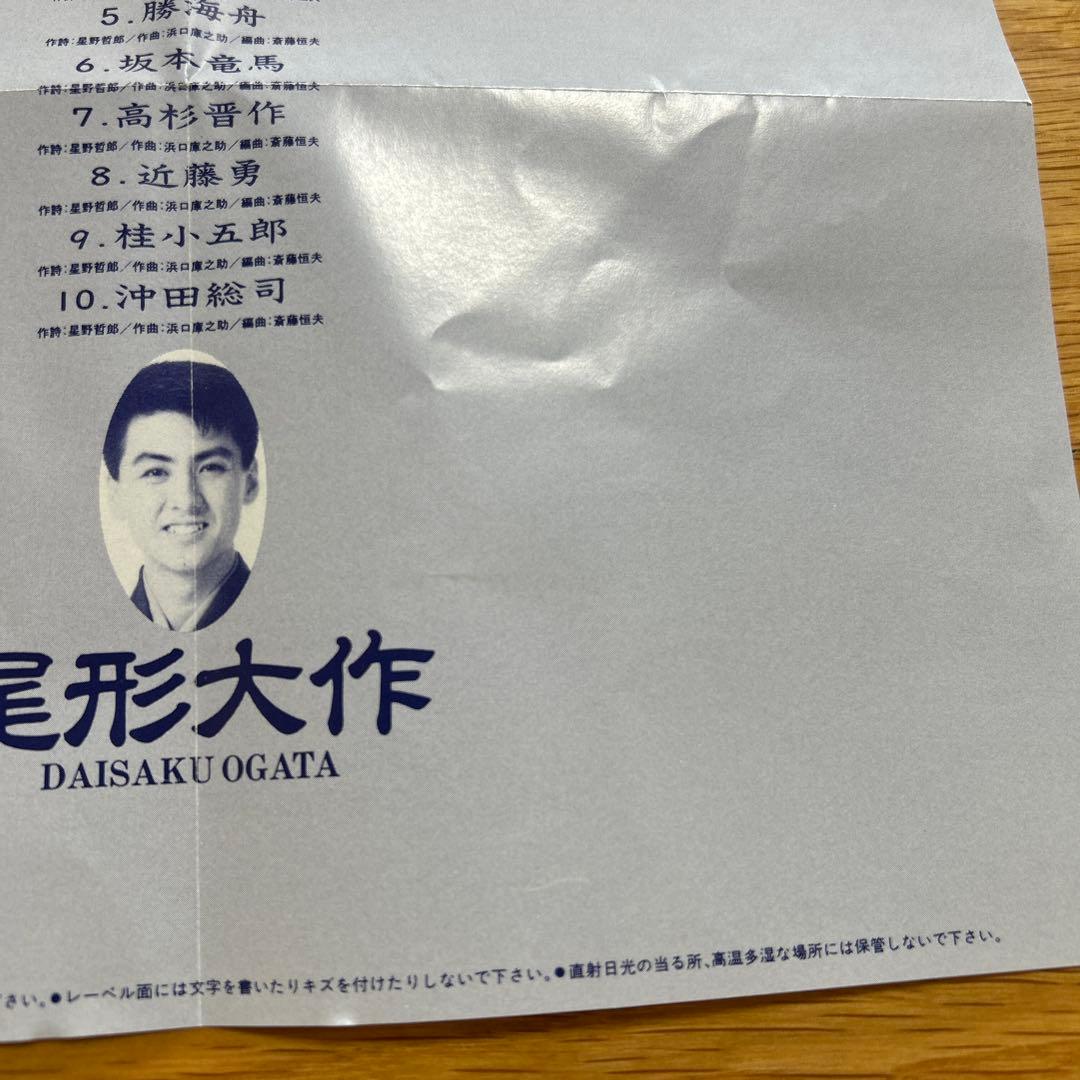 5.勝海舟
作詩:星野哲郎/作曲:浜口庫之助/編曲:斎藤恒夫
6.坂本竜馬
作詩:星野哲郎/作曲:浜口庫之助/編曲:斎藤恒夫
7.高杉晋作
作詩:星野哲郎/作曲:浜口庫之助/編曲:斎藤恒夫
8.近藤勇
作詩:星野哲郎/作曲:浜口庫之助/編曲:斎藤恒夫
9.桂小五郎
作詩:星野哲郎/作曲:浜口庫之助/編曲:斎藤恒夫
10.沖田総司
作詩:星野哲郎/作曲:浜口庫之助/編曲:斎藤恒夫
尾形大作
DAISAKU OGATA
さい。●レーベル面には文字を書いたりキズを付けたりしないで下さい。●直射日光の当る所、高温多湿な場所には保管しないで下さい。